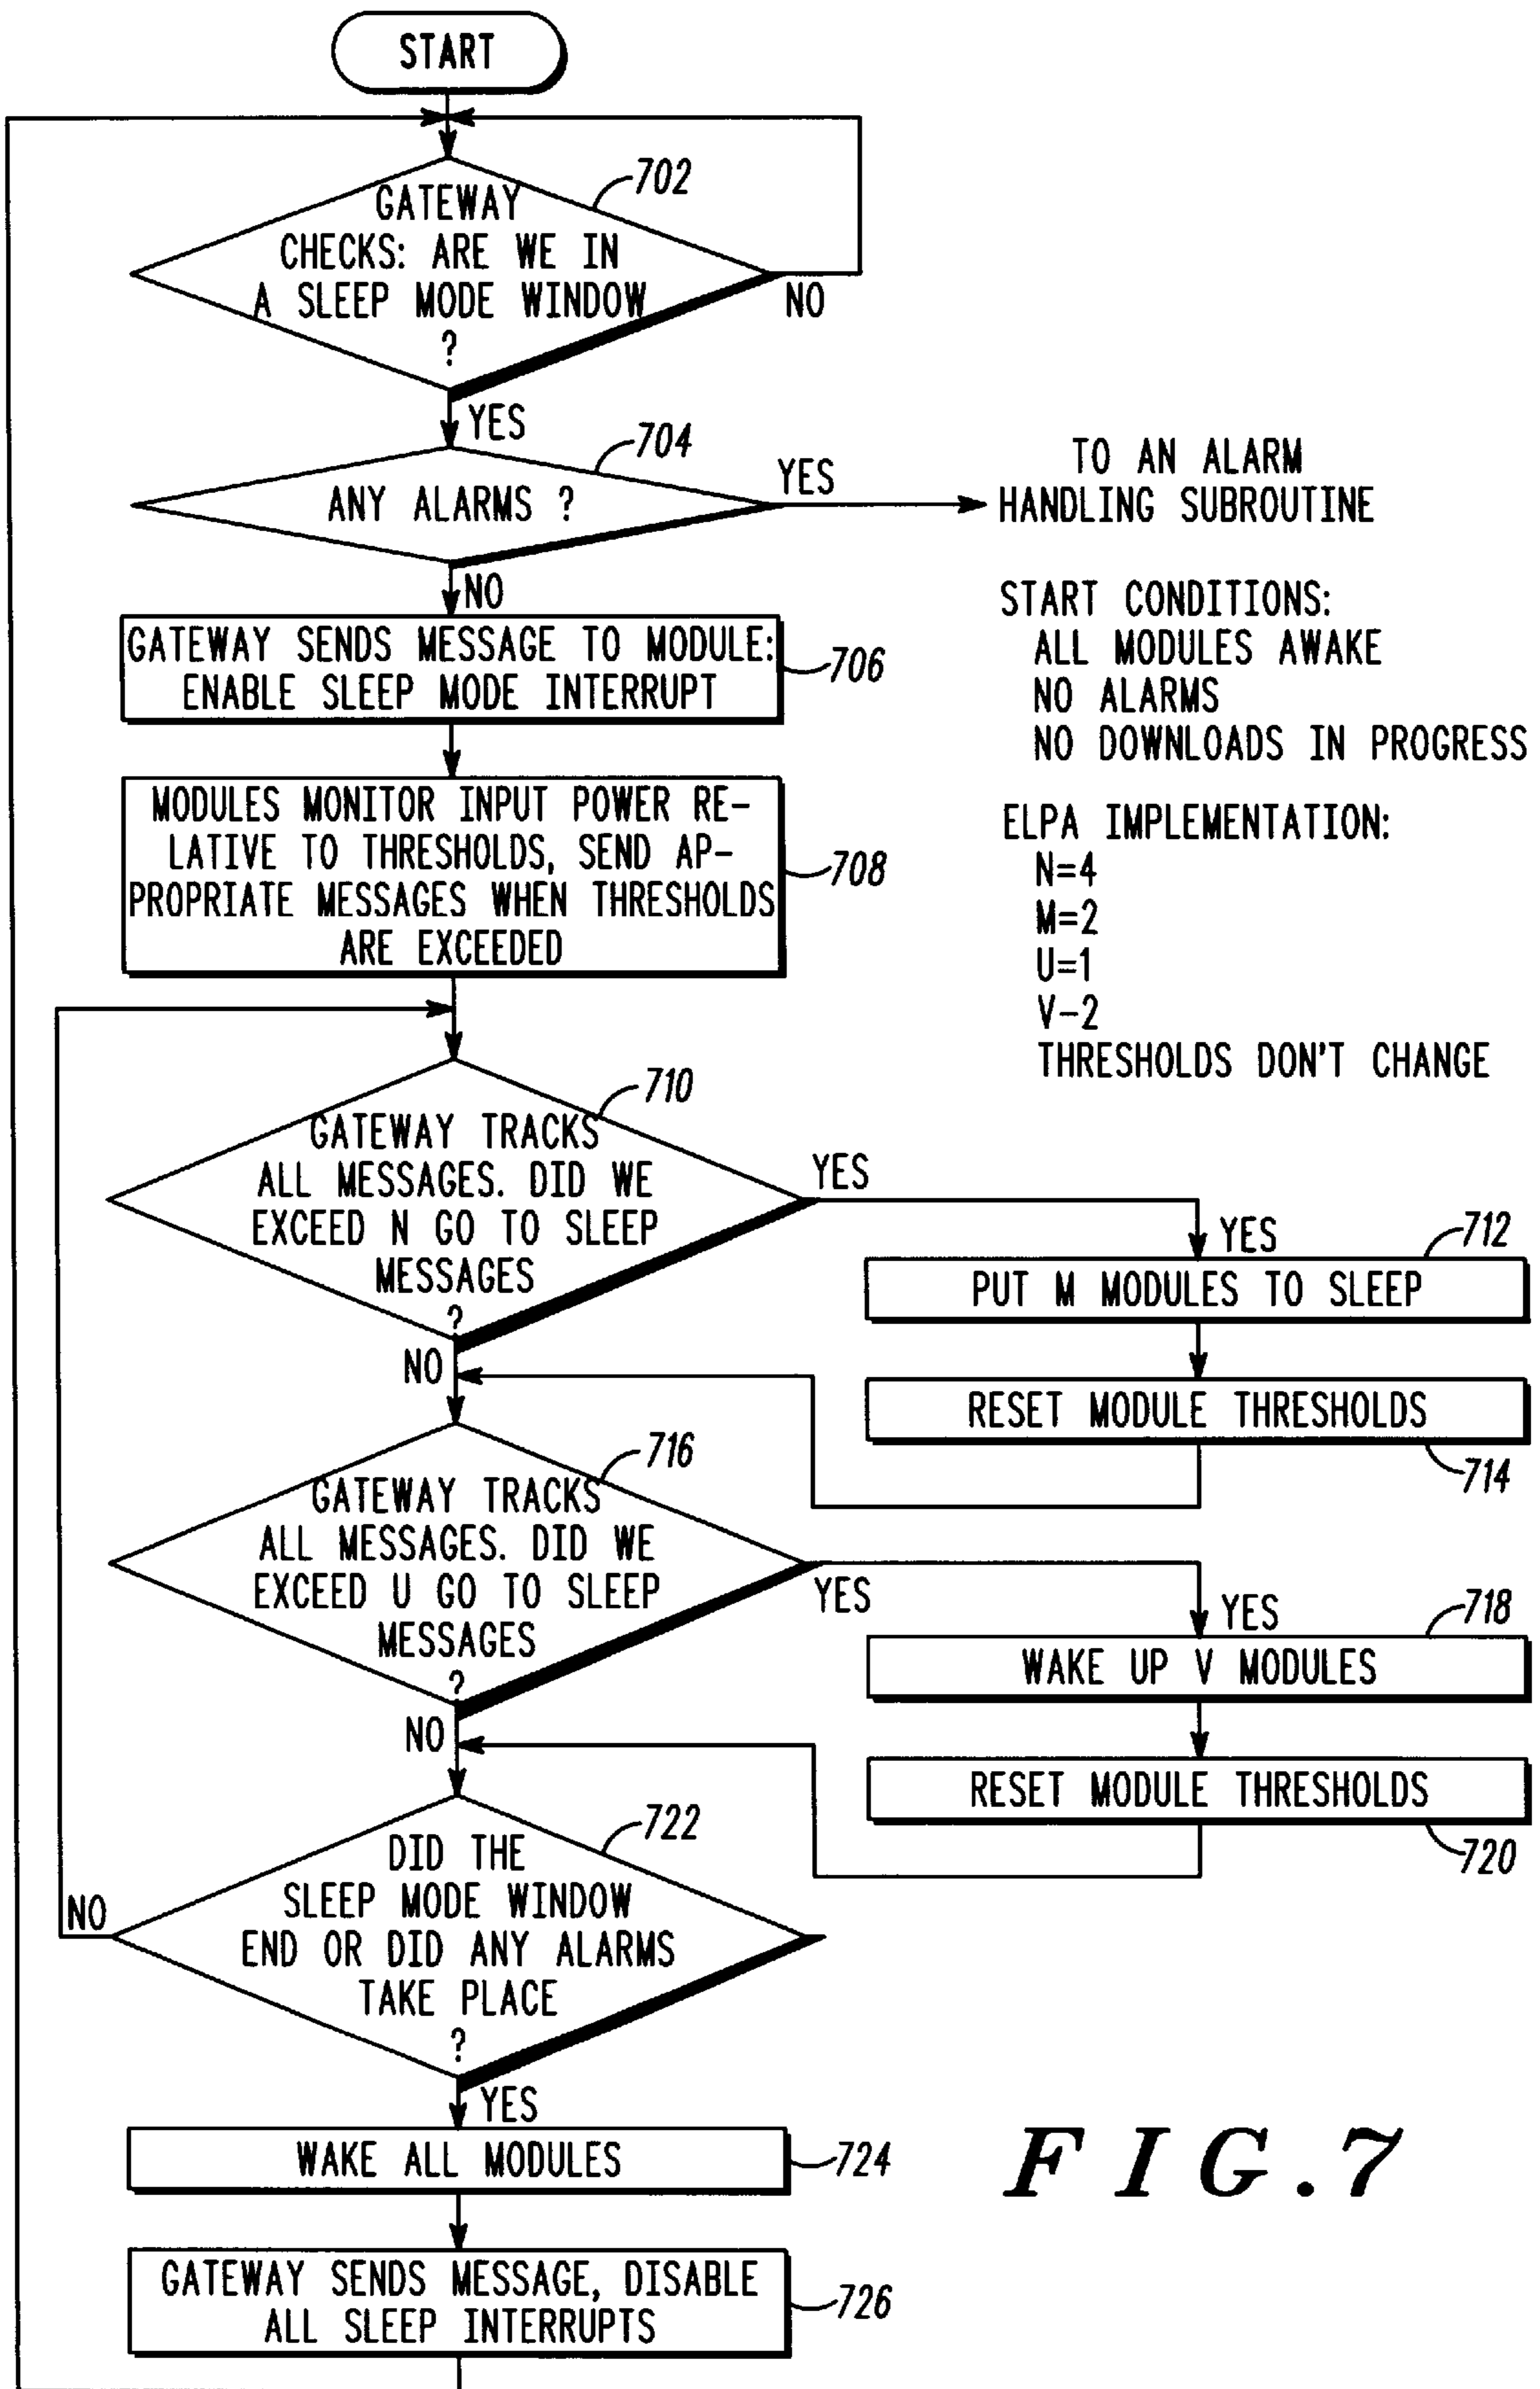 START
702
GATEWAY
CHECKS: ARE WE IN
A SLEEP MODE WINDOW
?
NO
YES
704
ANY ALARMS ?
YES
TO AN ALARM
HANDLING SUBROUTINE
NO
GATEWAY SENDS MESSAGE TO MODULE:
ENABLE SLEEP MODE INTERRUPT
706
START CONDITIONS:
ALL MODULES AWAKE
NO ALARMS
NO DOWNLOADS IN PROGRESS
MODULES MONITOR INPUT POWER RE-
LATIVE TO THRESHOLDS, SEND AP-
PROPRIATE MESSAGES WHEN THRESHOLDS
ARE EXCEEDED
708
ELPA IMPLEMENTATION:
N=4
M=2
U=1
V-2
THRESHOLDS DON'T CHANGE
710
GATEWAY TRACKS
ALL MESSAGES. DID WE
EXCEED N GO TO SLEEP
MESSAGES
?
YES
YES
712
PUT M MODULES TO SLEEP
RESET MODULE THRESHOLDS
714
NO
716
GATEWAY TRACKS
ALL MESSAGES. DID WE
EXCEED U GO TO SLEEP
MESSAGES
?
YES
YES
718
WAKE UP V MODULES
RESET MODULE THRESHOLDS
720
NO
722
DID THE
SLEEP MODE WINDOW
END OR DID ANY ALARMS
TAKE PLACE
?
NO
YES
WAKE ALL MODULES
724
GATEWAY SENDS MESSAGE, DISABLE
ALL SLEEP INTERRUPTS
726
FIG.7